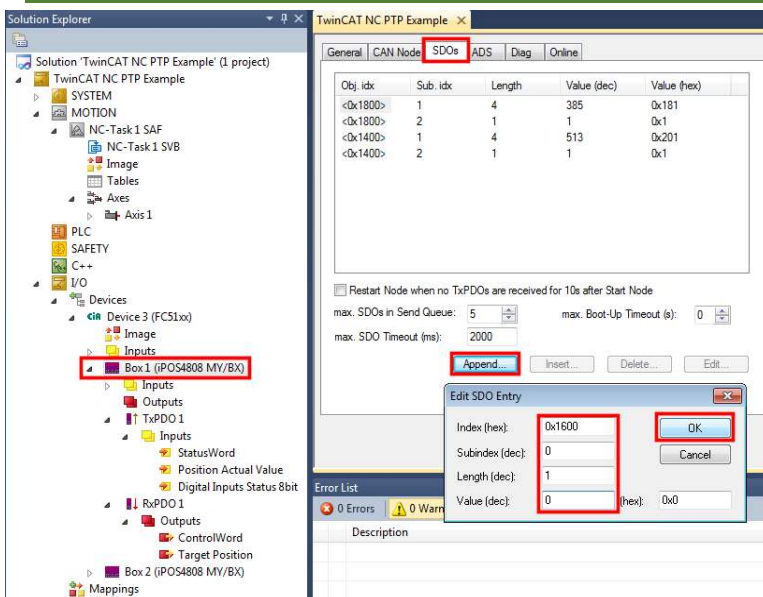 Solution Explorer
Solution 'TwinCAT NC PTP Example' (1 project)
TwinCAT NC PTP Example
SYSTEM
MOTION
NC-Task 1 SAF
NC-Task 1 SVB
Image
Tables
Axes
Axis 1
PLC
SAFETY
C++
I/O
Devices
Device 3 (FC51xx)
Image
Inputs
Box 1 (iPOS4808 MY/BX)
Inputs
Outputs
TxPDO 1
Inputs
StatusWord
Position Actual Value
Digital Inputs Status 8bit
RxPDO 1
Outputs
ControlWord
Target Position
Box 2 (iPOS4808 MY/BX)
Mappings
TwinCAT NC PTP Example
General CAN Node SDOs ADS Diag Online
Obj. idx Sub. idx Length Value (dec) Value (hex)
<0x1800> 1 4 385 0x181
<0x1800> 2 1 1 0x1
<0x1400> 1 4 513 0x201
<0x1400> 2 1 1 0x1
Restart Node when no TxPDOs are received for 10s after Start Node
max. SDOs in Send Queue: 5 max. Boot-Up Timeout (s): 0
max. SDO Timeout (ms): 2000
Append... Insert... Delete... Edit...
Edit SDO Entry
Index (hex): 0x1600 OK
Subindex (dec): 0 Cancel
Length (dec): 1
Value (dec): 0 (hex): 0x0
Error List
0 Errors 0 Warn
Description